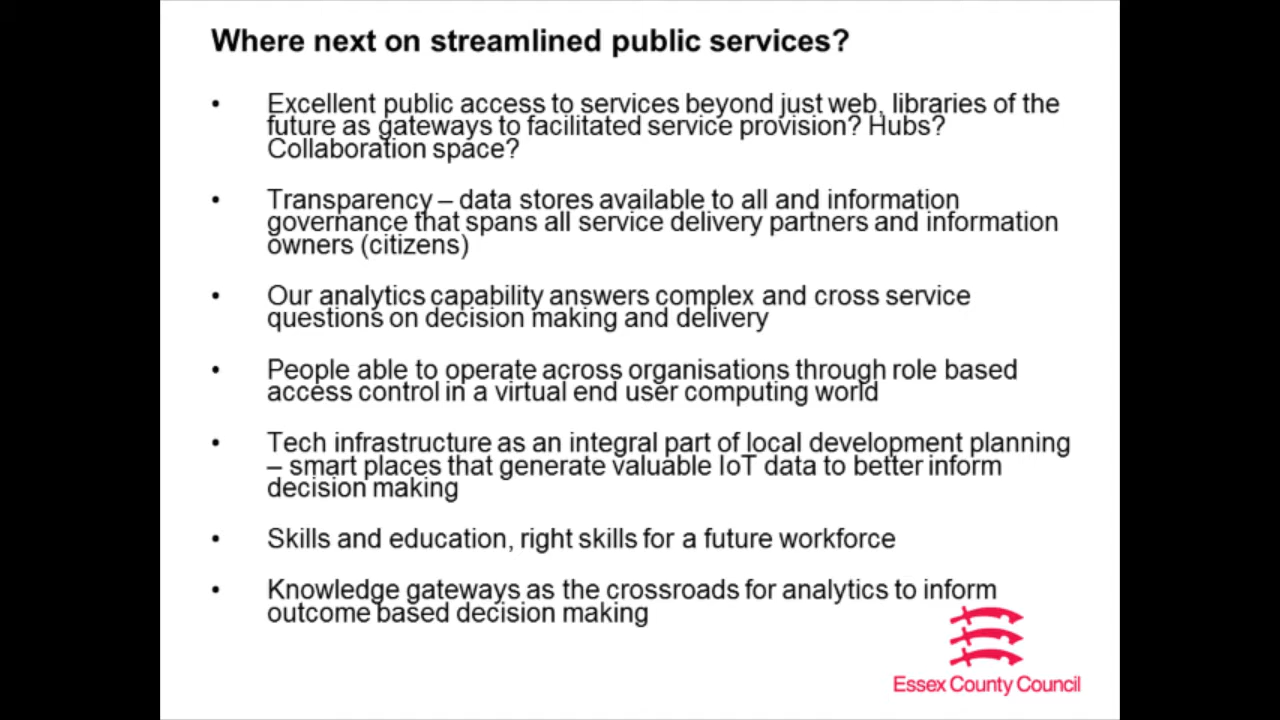 Where next on streamlined public services?
• Excellent public access to services beyond just web, libraries of the
future as gateways to facilitated service provision? Hubs?
Collaboration space?
• Transparency – data stores available to all and information
governance that spans all service delivery partners and information
owners (citizens)
• Our analytics capability answers complex and cross service
questions on decision making and delivery
• People able to operate across organisations through role based
access control in a virtual end user computing world
• Tech infrastructure as an integral part of local development planning
– smart places that generate valuable IoT data to better inform
decision making
• Skills and education, right skills for a future workforce
• Knowledge gateways as the crossroads for analytics to inform
outcome based decision making
Essex County Council